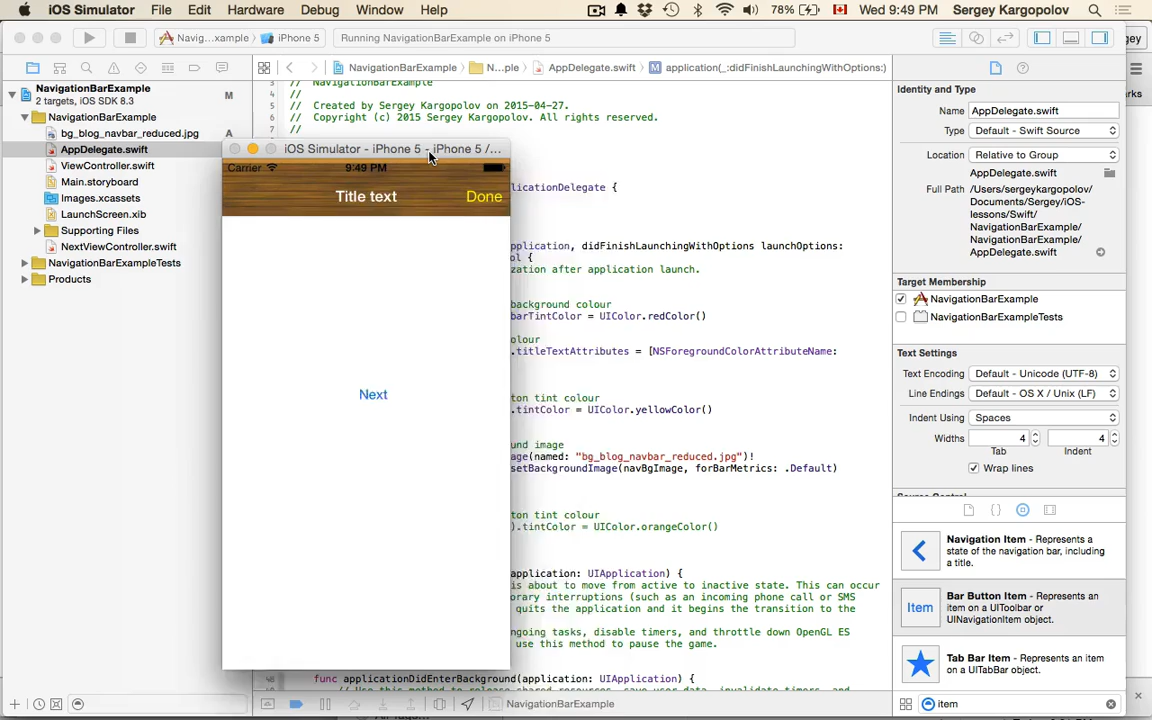 iOS Simulator File Edit Hardware Debug Window Help 78% Wed 9:49 PM Sergey Kargopolov
Navig...xample iPhone 5 Running NavigationBarExample on iPhone 5
NavigationBarExample N...ple AppDelegate.swift application(_:didFinishLaunchingWithOptions:)
NavigationBarExample M
2 targets, iOS SDK 8.3
NavigationBarExample
bg_blog_navbar_reduced.jpg A
AppDelegate.swift
ViewController.swift
Main.storyboard
Images.xcassets
LaunchScreen.xib
Supporting Files
NextViewController.swift
NavigationBarExampleTests
Products
3 // NavigationBarExample
4 //
5 // Created by Sergey Kargopolov on 2015-04-27.
6 // Copyright (c) 2015 Sergey Kargopolov. All rights reserved.
7 //
iOS Simulator - iPhone 5 - iPhone 5 /...
Carrier 9:49 PM
Title text Done
Next
licationDelegate {
pplication, didFinishLaunchingWithOptions launchOptions:
ol {
zation after application launch.
background colour
barTintColor = UIColor.redColor()
olour
.titleTextAttributes = [NSForegroundColorAttributeName:
ton tint colour
.tintColor = UIColor.yellowColor()
und image
age(named: "bg_blog_navbar_reduced.jpg")!
setBackgroundImage(navBgImage, forBarMetrics: .Default)
ton tint colour
).tintColor = UIColor.orangeColor()
application: UIApplication) {
is about to move from active to inactive state. This can occur
orary interruptions (such as an incoming phone call or SMS
quits the application and it begins the transition to the
ngoing tasks, disable timers, and throttle down OpenGL ES
use this method to pause the game.
func applicationDidEnterBackground(application: UIApplication) {
NavigationBarExample
Identity and Type
Name AppDelegate.swift
Type Default - Swift Source
Location Relative to Group
AppDelegate.swift
Full Path /Users/sergeykargopolov/
Documents/Sergey/iOS-
lessons/Swift/
NavigationBarExample/
NavigationBarExample/
AppDelegate.swift
Target Membership
NavigationBarExample
NavigationBarExampleTests
Text Settings
Text Encoding Default - Unicode (UTF-8)
Line Endings Default - OS X / Unix (LF)
Indent Using Spaces
Widths 4 4
Tab Indent
Wrap lines
Navigation Item - Represents a
state of the navigation bar, including
a title.
Item
Bar Button Item - Represents an
item on a UIToolbar or
UINavigationItem object.
Tab Bar Item - Represents an item
on a UITabBar object.
item